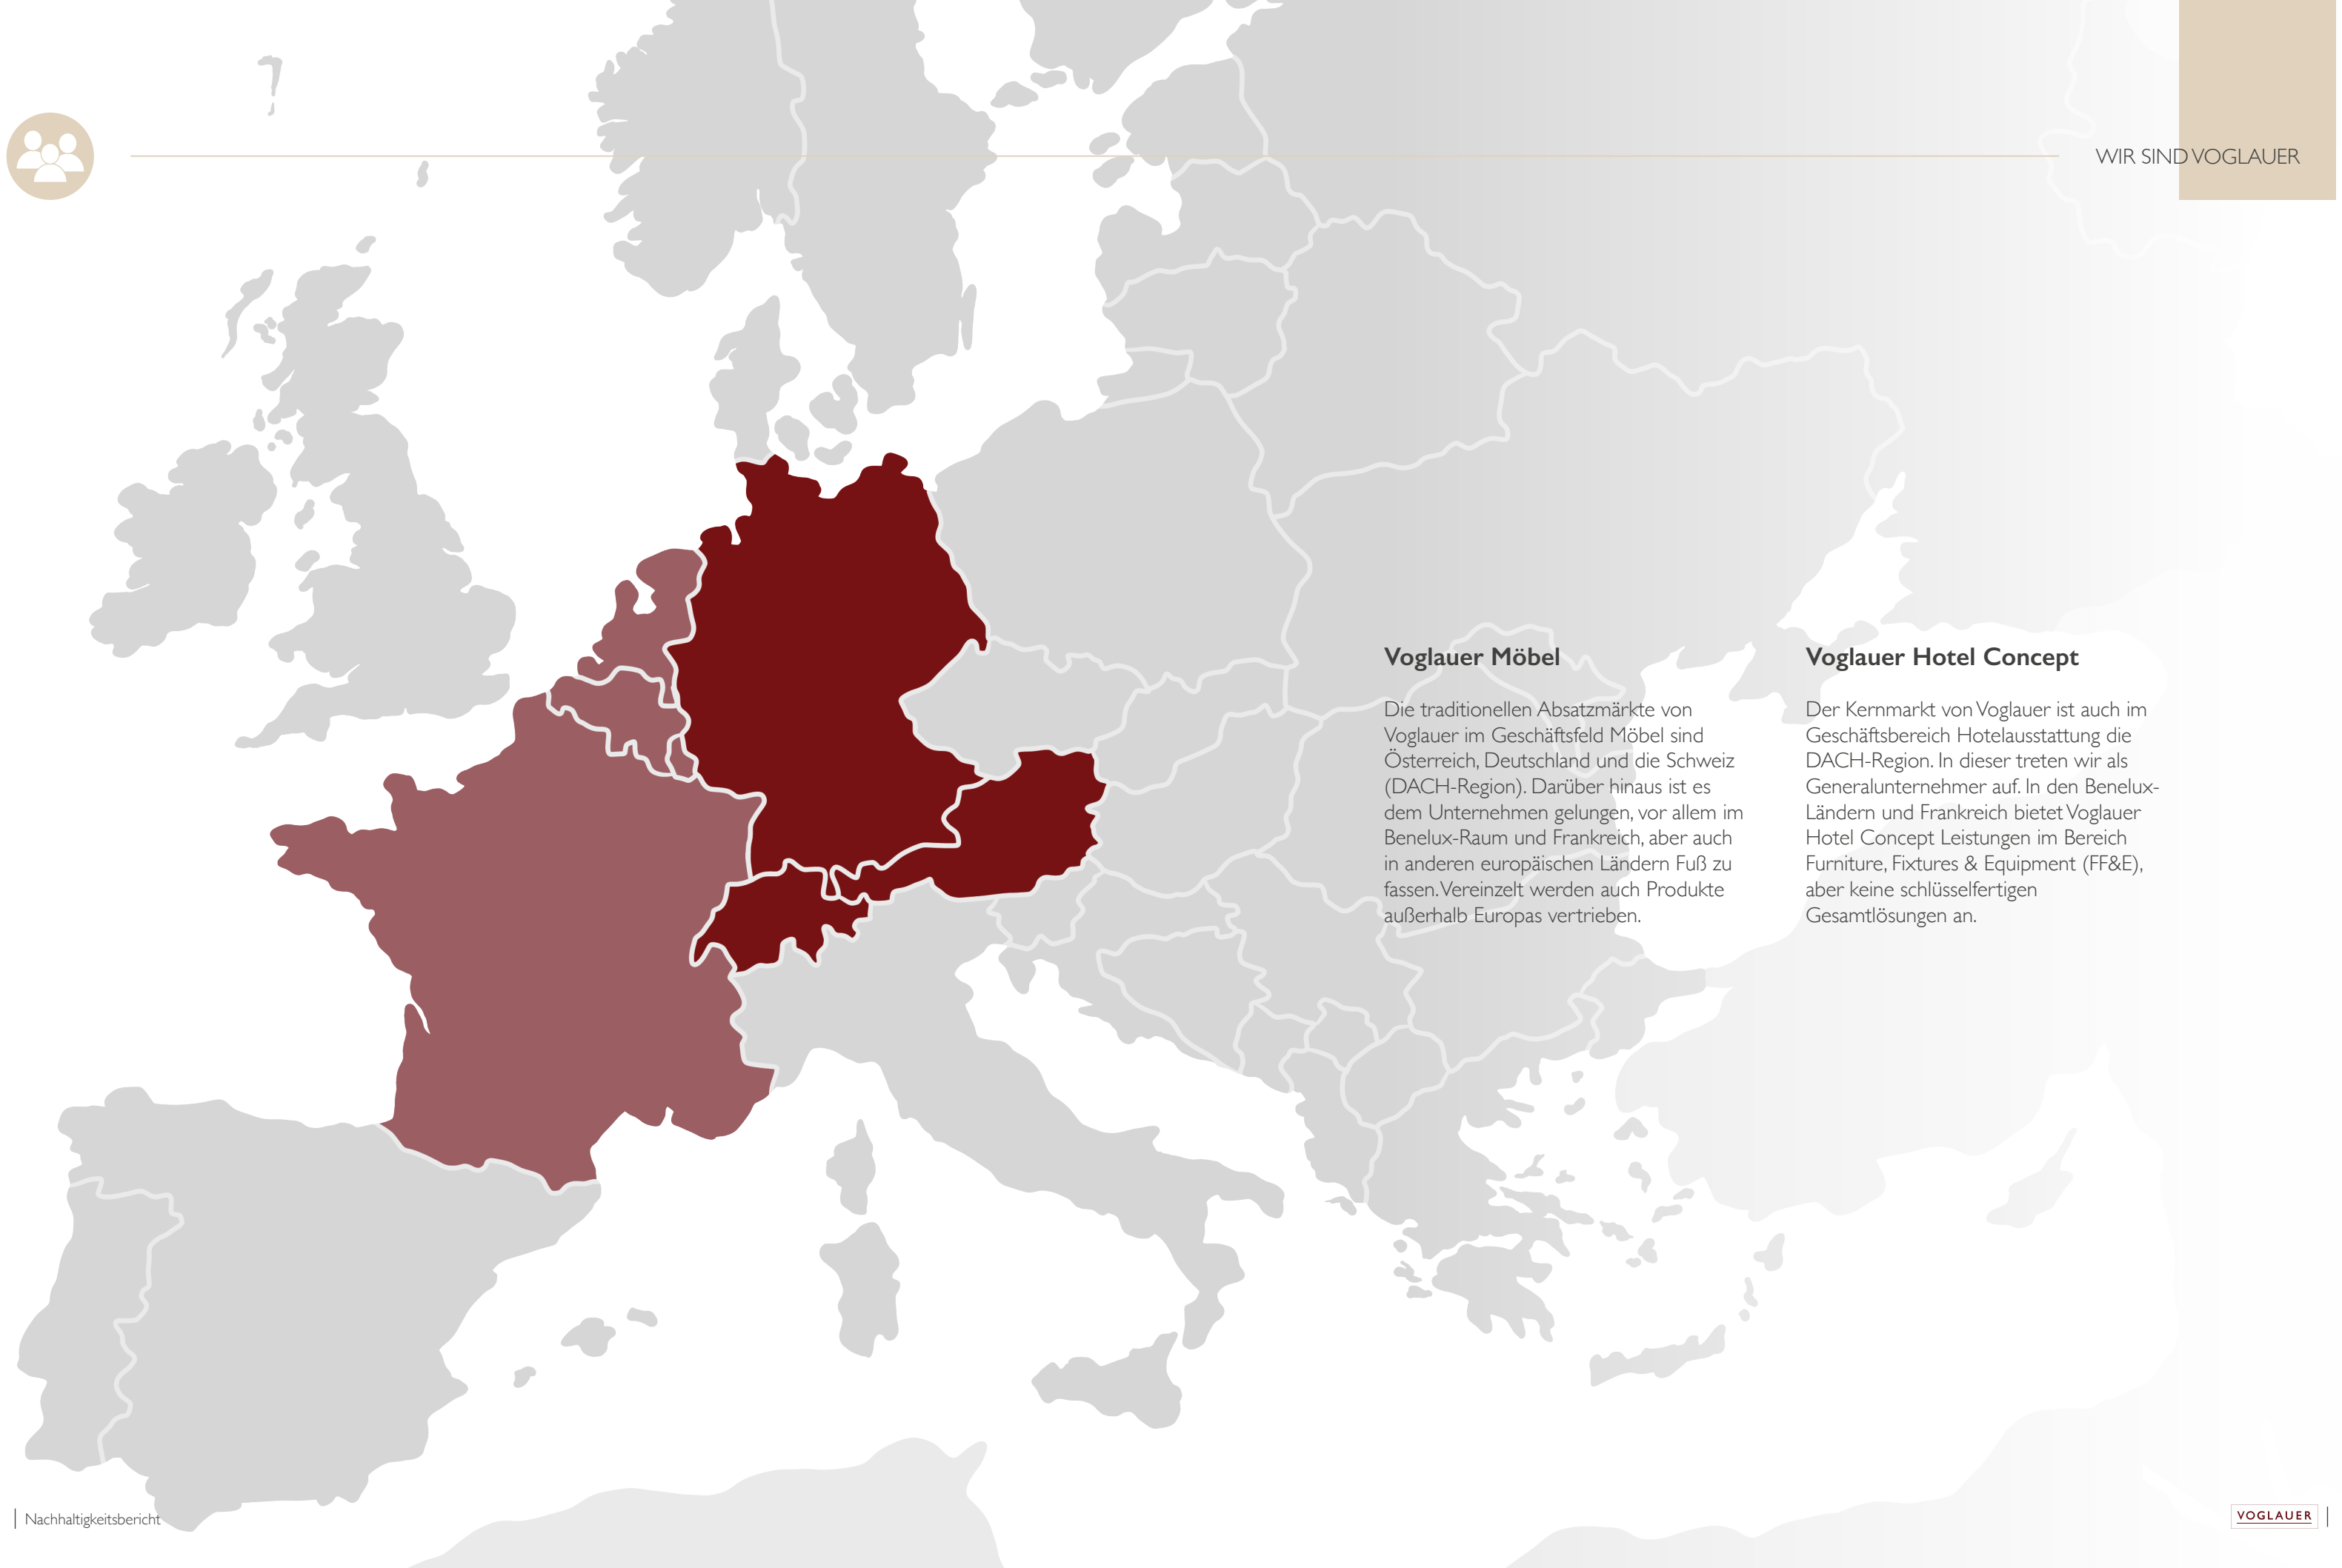 WIR SIND VOGLAUER
Voglauer Möbel
Die traditionellen Absatzmärkte von
Voglauer im Geschäftsfeld Möbel sind
Österreich, Deutschland und die Schweiz
(DACH-Region). Darüber hinaus ist es
dem Unternehmen gelungen, vor allem im
Benelux-Raum und Frankreich, aber auch
in anderen europäischen Ländern Fuß zu
fassen. Vereinzelt werden auch Produkte
außerhalb Europas vertrieben.
Voglauer Hotel Concept
Der Kernmarkt von Voglauer ist auch im
Geschäftsbereich Hotelausstattung die
DACH-Region. In dieser treten wir als
Generalunternehmer auf. In den Benelux-
Ländern und Frankreich bietet Voglauer
Hotel Concept Leistungen im Bereich
Furniture, Fixtures & Equipment (FF&E),
aber keine schlüsselfertigen
Gesamtlösungen an.
| Nachhaltigkeitsbericht
VOGLAUER |